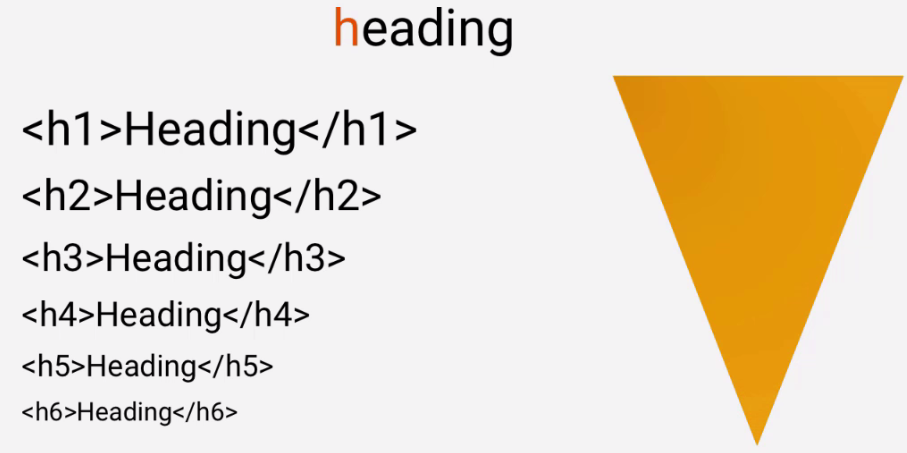 heading
<h1>Heading</h1>
<h2>Heading</h2>
<h3>Heading</h3>
<h4>Heading</h4>
<h5>Heading</h5>
<h6>Heading</h6>